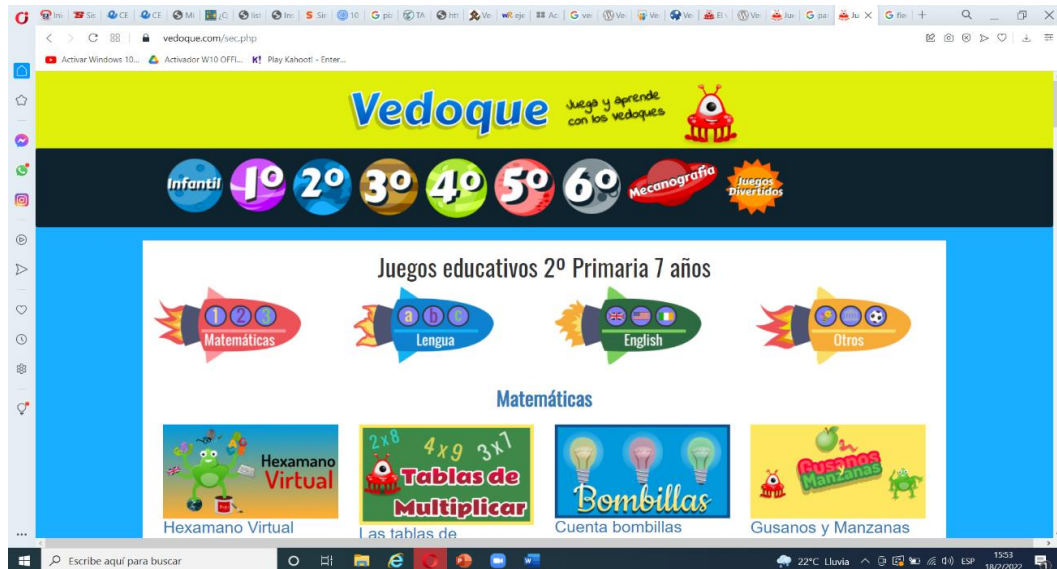 vedoque.com/sec.php
Activar Windows 10...
Activador W10 OFFI...
K! Play Kahoot! - Enter...
Vedoque
Juega y aprende
con los vedoques
Infantil
1º
2º
3º
4º
5º
6º
Mecanografía
Juegos
Divertidos
Juegos educativos 2º Primaria 7 años
1 2 3
Matemáticas
a b c
Lengua
English
Otros
Matemáticas
Hexamano
Virtual
2x8 4x9 3x7
Tablas de
Multiplicar
Bombillas
Gusanos
Manzanas
Hexamano Virtual
Las tablas de
Cuenta bombillas
Gusanos y Manzanas
Escribe aquí para buscar
22°C Lluvia
ESP
15:53
18/2/2022